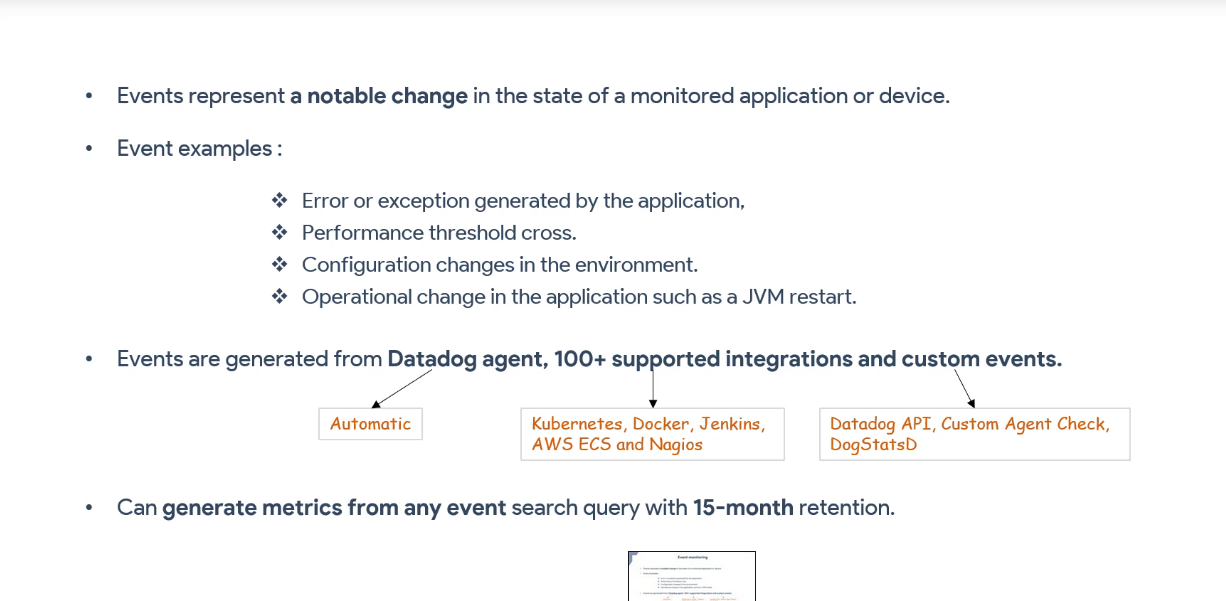 • Events represent a notable change in the state of a monitored application or device.
• Event examples :
❖ Error or exception generated by the application,
❖ Performance threshold cross.
❖ Configuration changes in the environment.
❖ Operational change in the application such as a JVM restart.
• Events are generated from Datadog agent, 100+ supported integrations and custom events.
Automatic
Kubernetes, Docker, Jenkins,
AWS ECS and Nagios
Datadog API, Custom Agent Check,
DogStatsD
• Can generate metrics from any event search query with 15-month retention.
Event monitoring